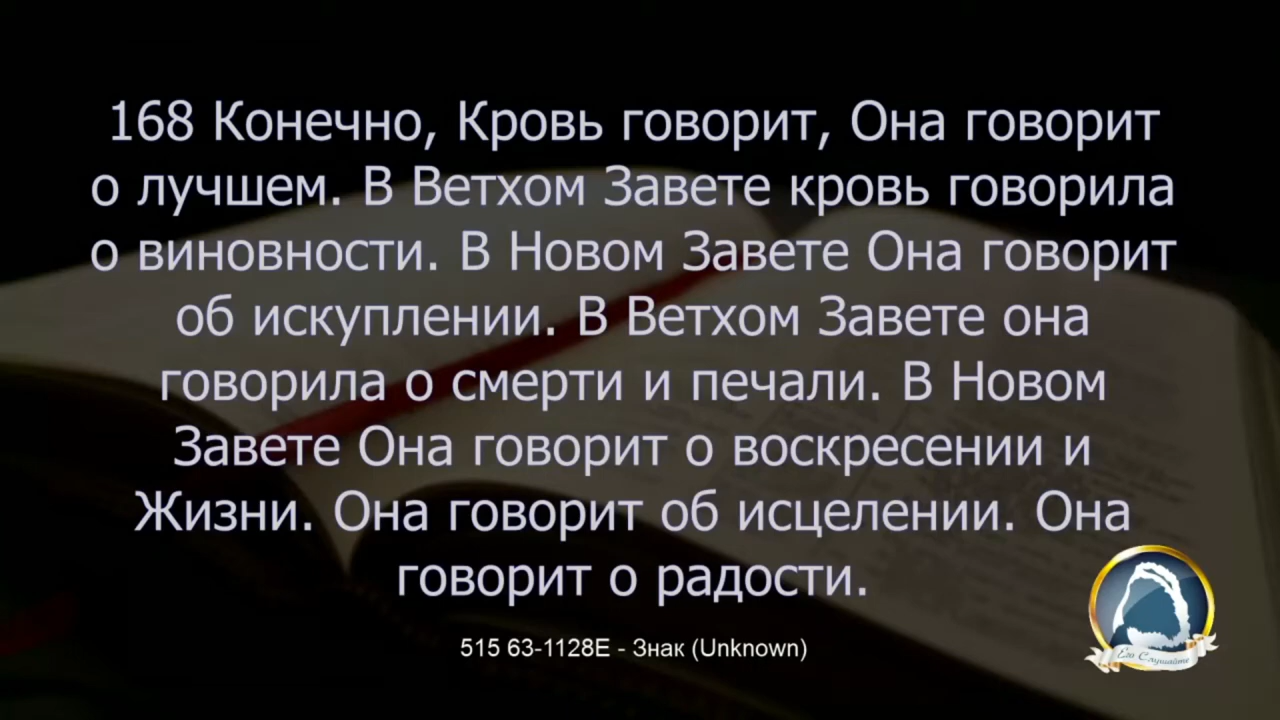 168 Конечно, Кровь говорит, Она говорит
о лучшем. В Ветхом Завете кровь говорила
о виновности. В Новом Завете Она говорит
об искуплении. В Ветхом Завете она
говорила о смерти и печали. В Новом
Завете Она говорит о воскресении и
Жизни. Она говорит об исцелении. Она
говорит о радости.
515 63-1128E - Знак (Unknown)
Его Слушайте